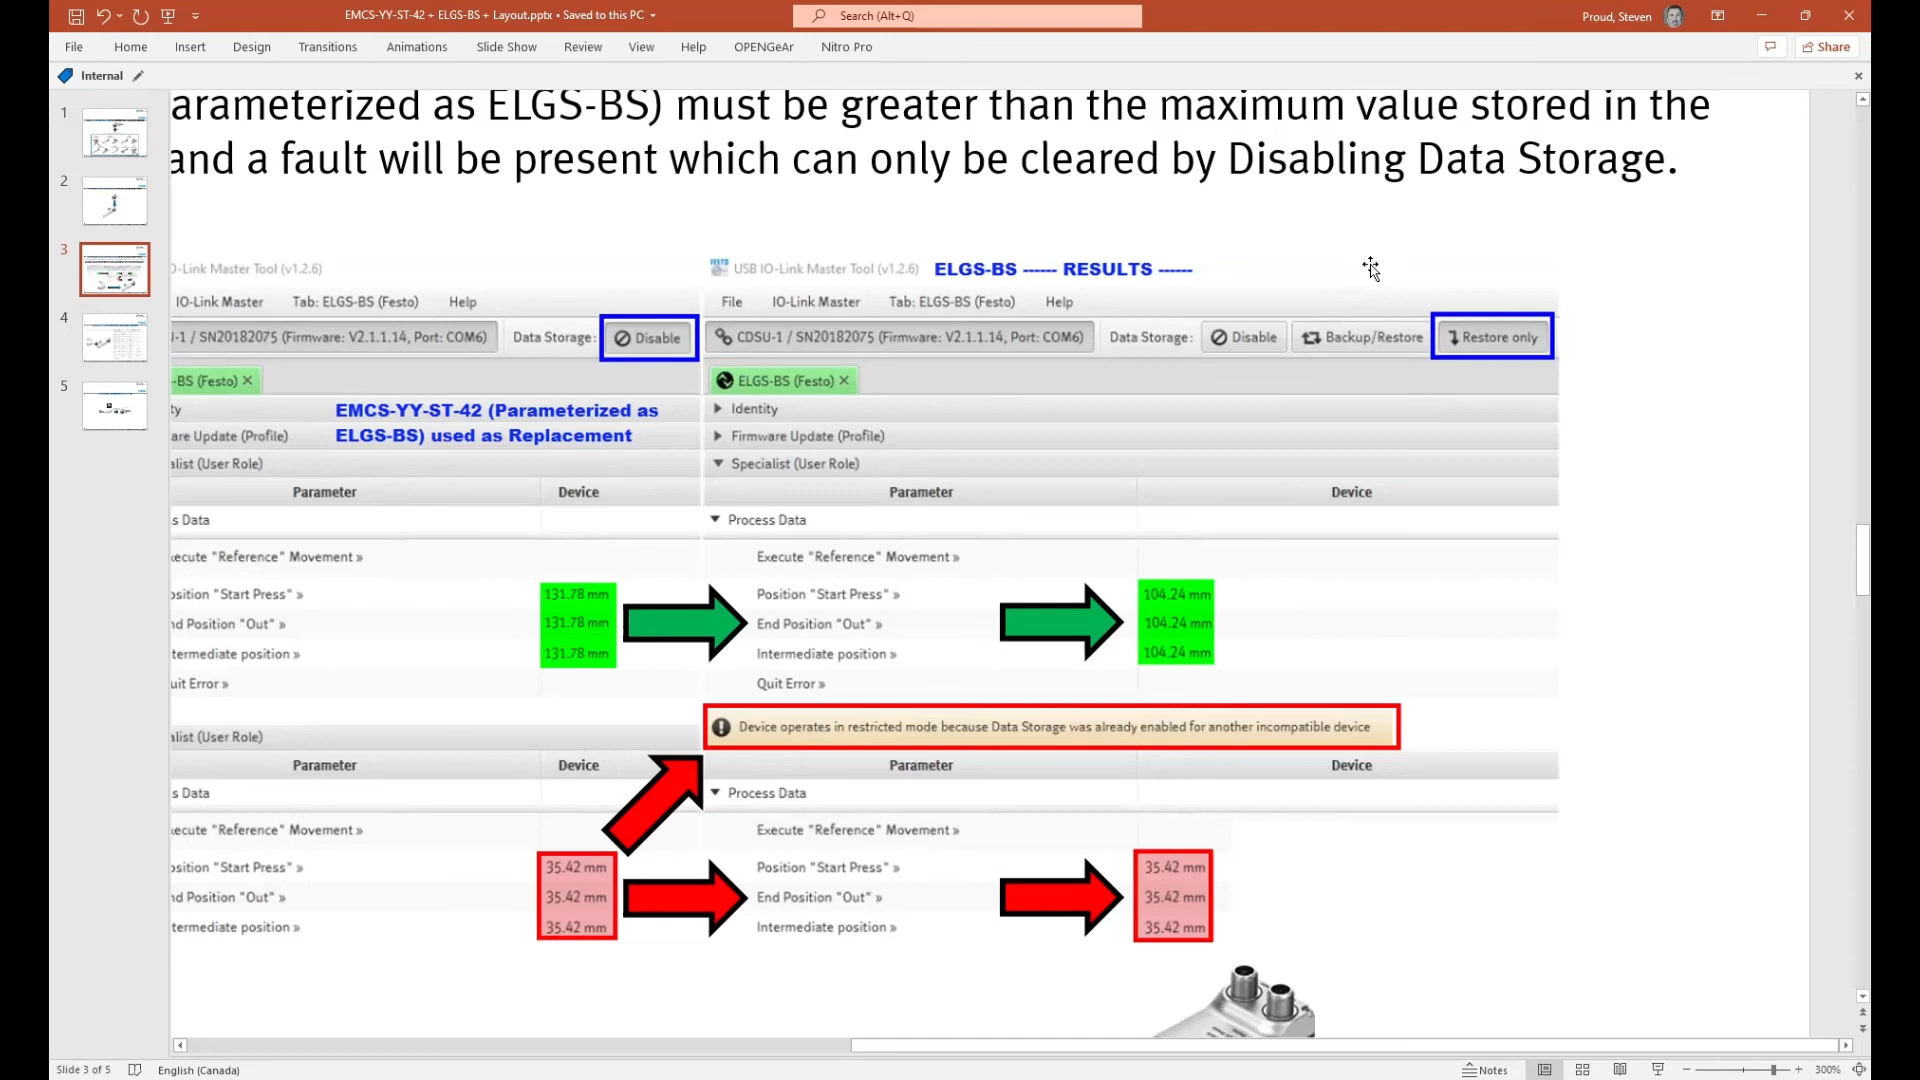 EMCS-YY-ST-42 + ELGS-BS + Layout.pptx • Saved to this PC
Search (Alt+Q)
Proud, Steven
File Home Insert Design Transitions Animations Slide Show Review View Help OPENGeAr Nitro Pro
Share
Internal
1
2
3
4
5
arameterized as ELGS-BS) must be greater than the maximum value stored in the
and a fault will be present which can only be cleared by Disabling Data Storage.
O-Link Master Tool (v1.2.6)
IO-Link Master Tab: ELGS-BS (Festo) Help
J-1 / SN20182075 (Firmware: V2.1.1.14, Port: COM6) Data Storage: Disable
-BS (Festo)
ty
EMCS-YY-ST-42 (Parameterized as
ELGS-BS) used as Replacement
are Update (Profile)
alist (User Role)
Parameter Device
s Data
xecute "Reference" Movement »
osition "Start Press" » 131.78 mm
nd Position "Out" » 131.78 mm
termediate position » 131.78 mm
uit Error »
alist (User Role)
Parameter Device
s Data
xecute "Reference" Movement »
osition "Start Press" » 35.42 mm
nd Position "Out" » 35.42 mm
termediate position » 35.42 mm
FESTO
USB IO-Link Master Tool (v1.2.6) ELGS-BS ------ RESULTS ------
File IO-Link Master Tab: ELGS-BS (Festo) Help
CDSU-1 / SN20182075 (Firmware: V2.1.1.14, Port: COM6) Data Storage: Disable Backup/Restore Restore only
ELGS-BS (Festo)
Identity
Firmware Update (Profile)
Specialist (User Role)
Parameter Device
Process Data
Execute "Reference" Movement »
Position "Start Press" » 104.24 mm
End Position "Out" » 104.24 mm
Intermediate position » 104.24 mm
Quit Error »
Device operates in restricted mode because Data Storage was already enabled for another incompatible device
Parameter Device
Process Data
Execute "Reference" Movement »
Position "Start Press" » 35.42 mm
End Position "Out" » 35.42 mm
Intermediate position » 35.42 mm
Slide 3 of 5 English (Canada) Notes 300%